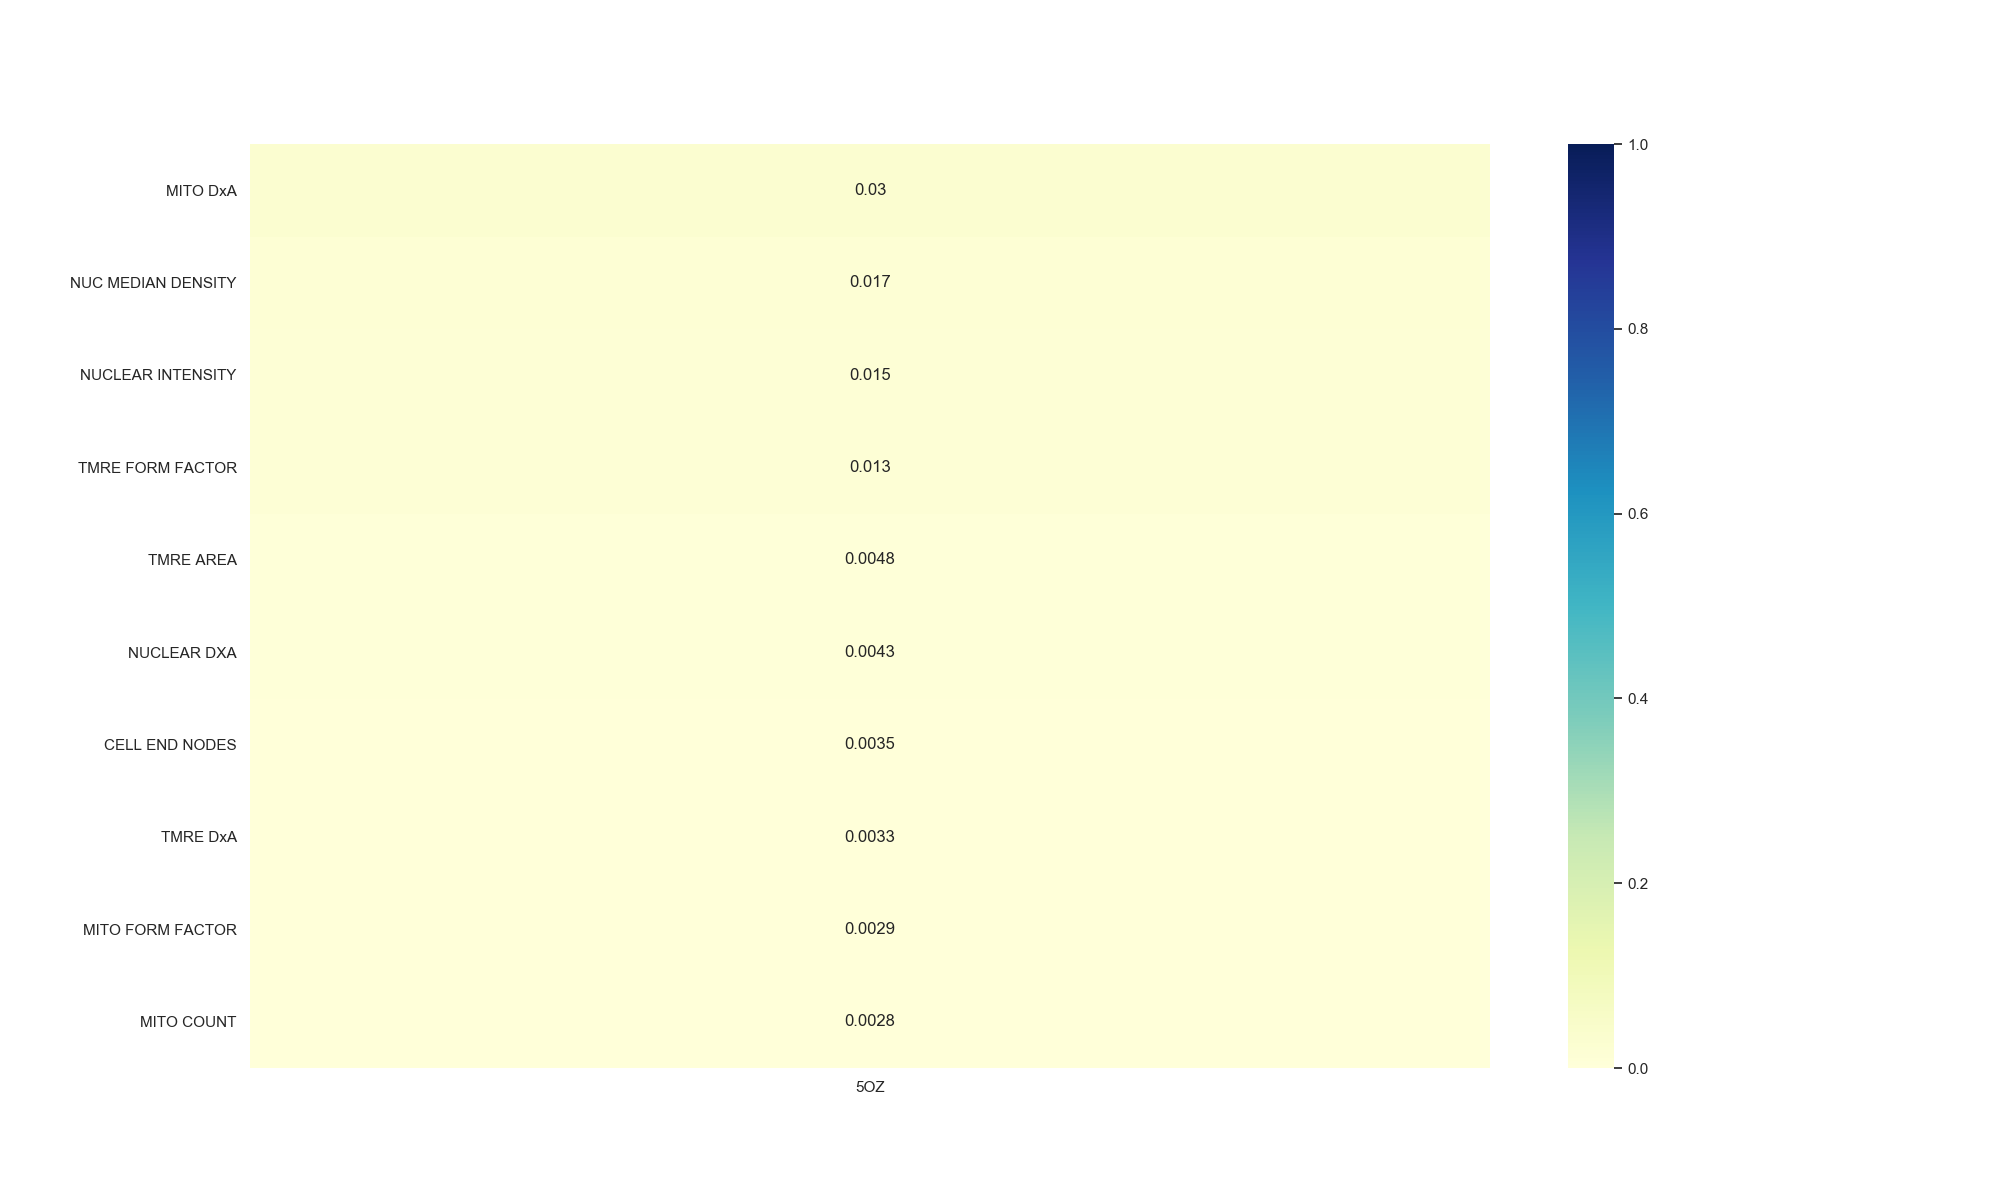 MITO DxA 0.03
NUC MEDIAN DENSITY 0.017
NUCLEAR INTENSITY 0.015
TMRE FORM FACTOR 0.013
TMRE AREA 0.0048
NUCLEAR DXA 0.0043
CELL END NODES 0.0035
TMRE DxA 0.0033
MITO FORM FACTOR 0.0029
MITO COUNT 0.0028
5OZ
1.0
0.8
0.6
0.4
0.2
0.0